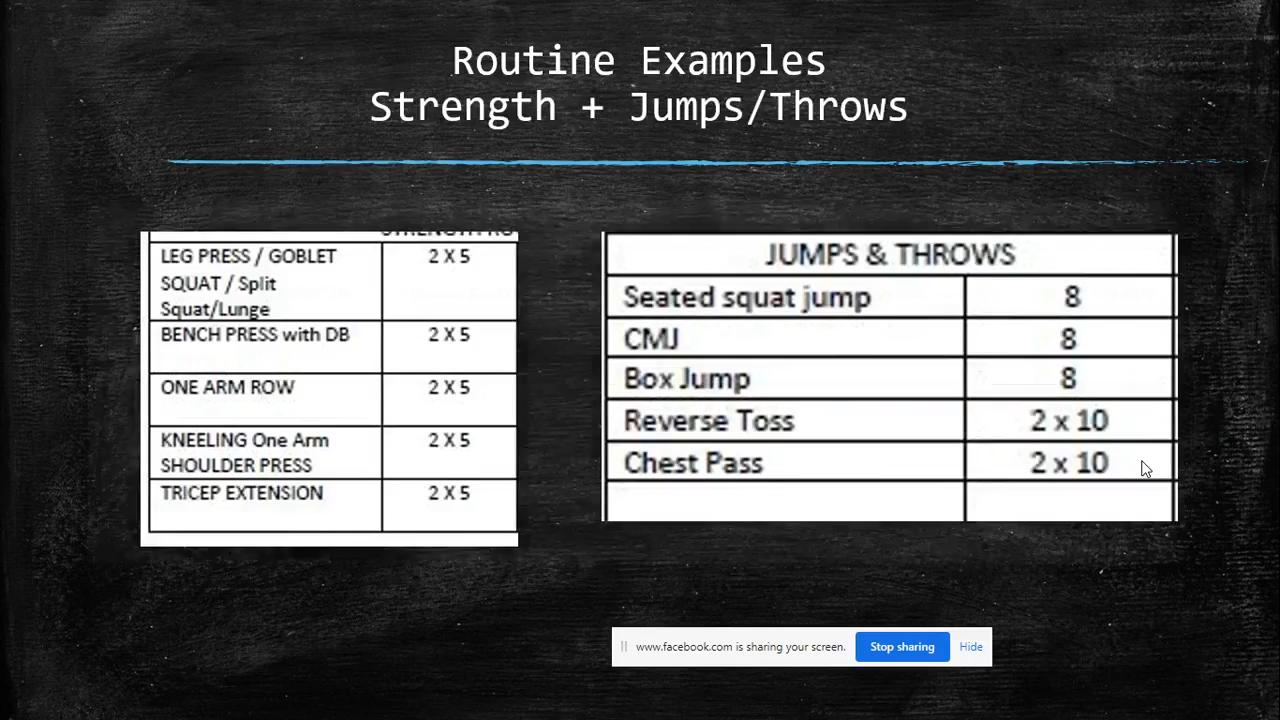 Routine Examples
Strength + Jumps/Throws
LEG PRESS / GOBLET 2 X 5
SQUAT / Split
Squat/Lunge
BENCH PRESS with DB 2 X 5
ONE ARM ROW 2 X 5
KNEELING One Arm 2 X 5
SHOULDER PRESS
TRICEP EXTENSION 2 X 5
JUMPS & THROWS
Seated squat jump 8
CMJ 8
Box Jump 8
Reverse Toss 2 x 10
Chest Pass 2 x 10
www.facebook.com is sharing your screen. Stop sharing Hide